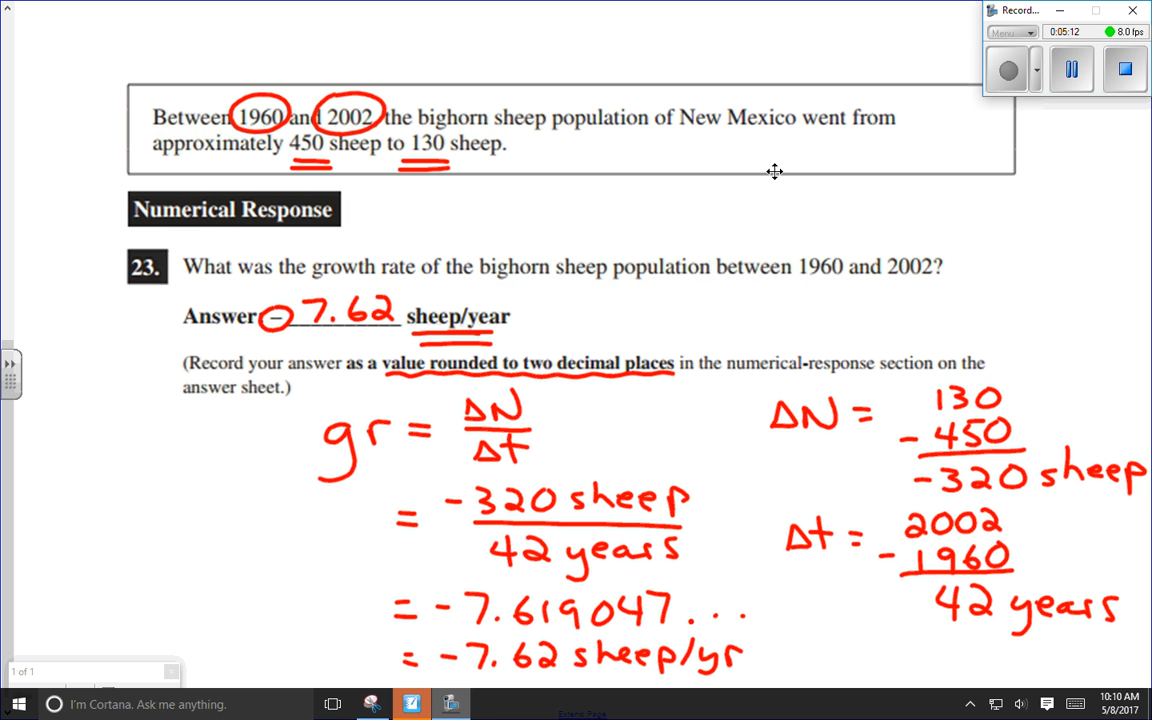 Record...
Menu
00:05:12
8.0 fps
Between 1960 and 2002, the bighorn sheep population of New Mexico went from
approximately 450 sheep to 130 sheep.
Numerical Response
23. What was the growth rate of the bighorn sheep population between 1960 and 2002?
Answer - 7.62 sheep/year
(Record your answer as a value rounded to two decimal places in the numerical-response section on the
answer sheet.)
gr = ΔN/Δt
= -320 sheep / 42 years
= -7.619047...
= -7.62 sheep/yr
ΔN = 130
- 450
-320 sheep
Δt = 2002
- 1960
42 years
1 of 1
I'm Cortana. Ask me anything.
Extend Page
10:10 AM
5/8/2017